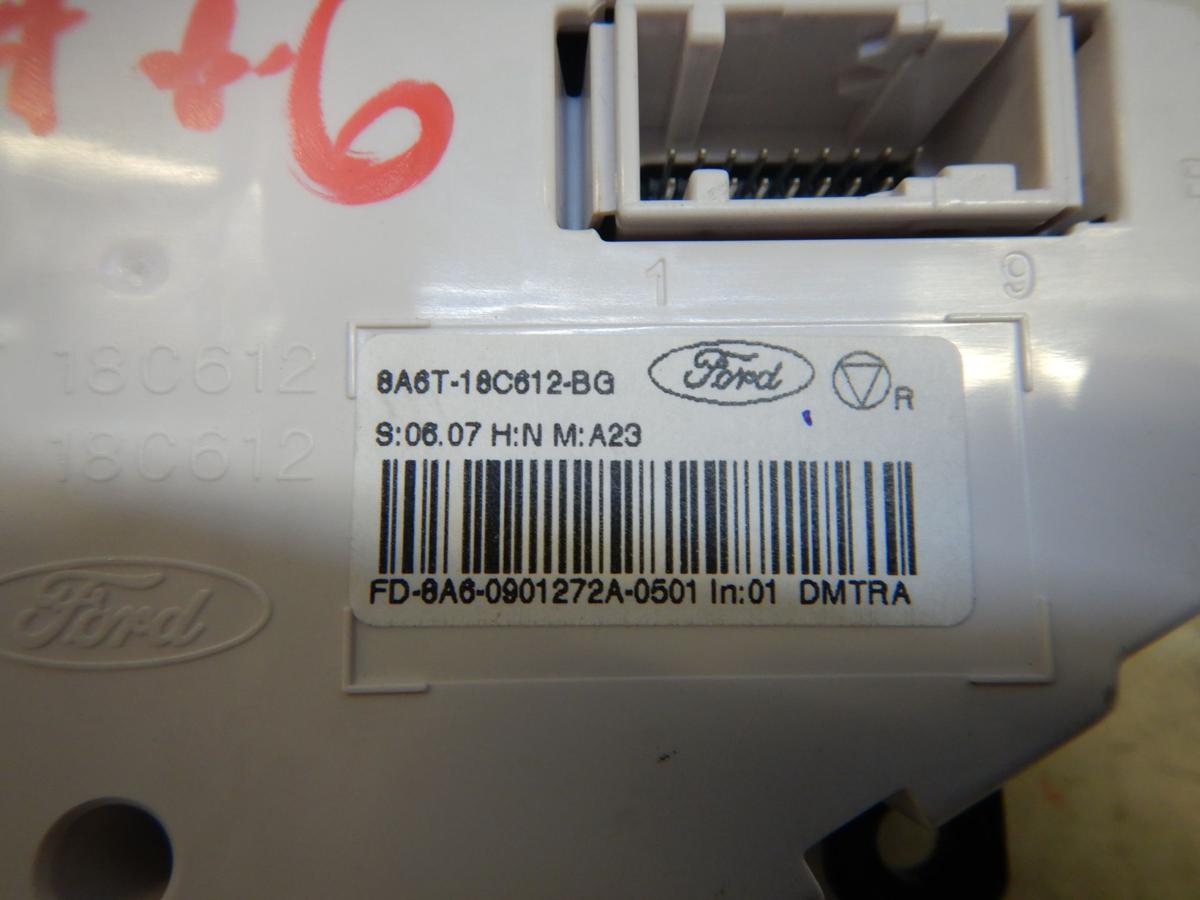 1 9
18C612
18C612
8A6T-18C612-BG Ford R
S:06.07 H:N M:A23
FD-8A6-0901272A-0501 In:01 DMTRA
Ford